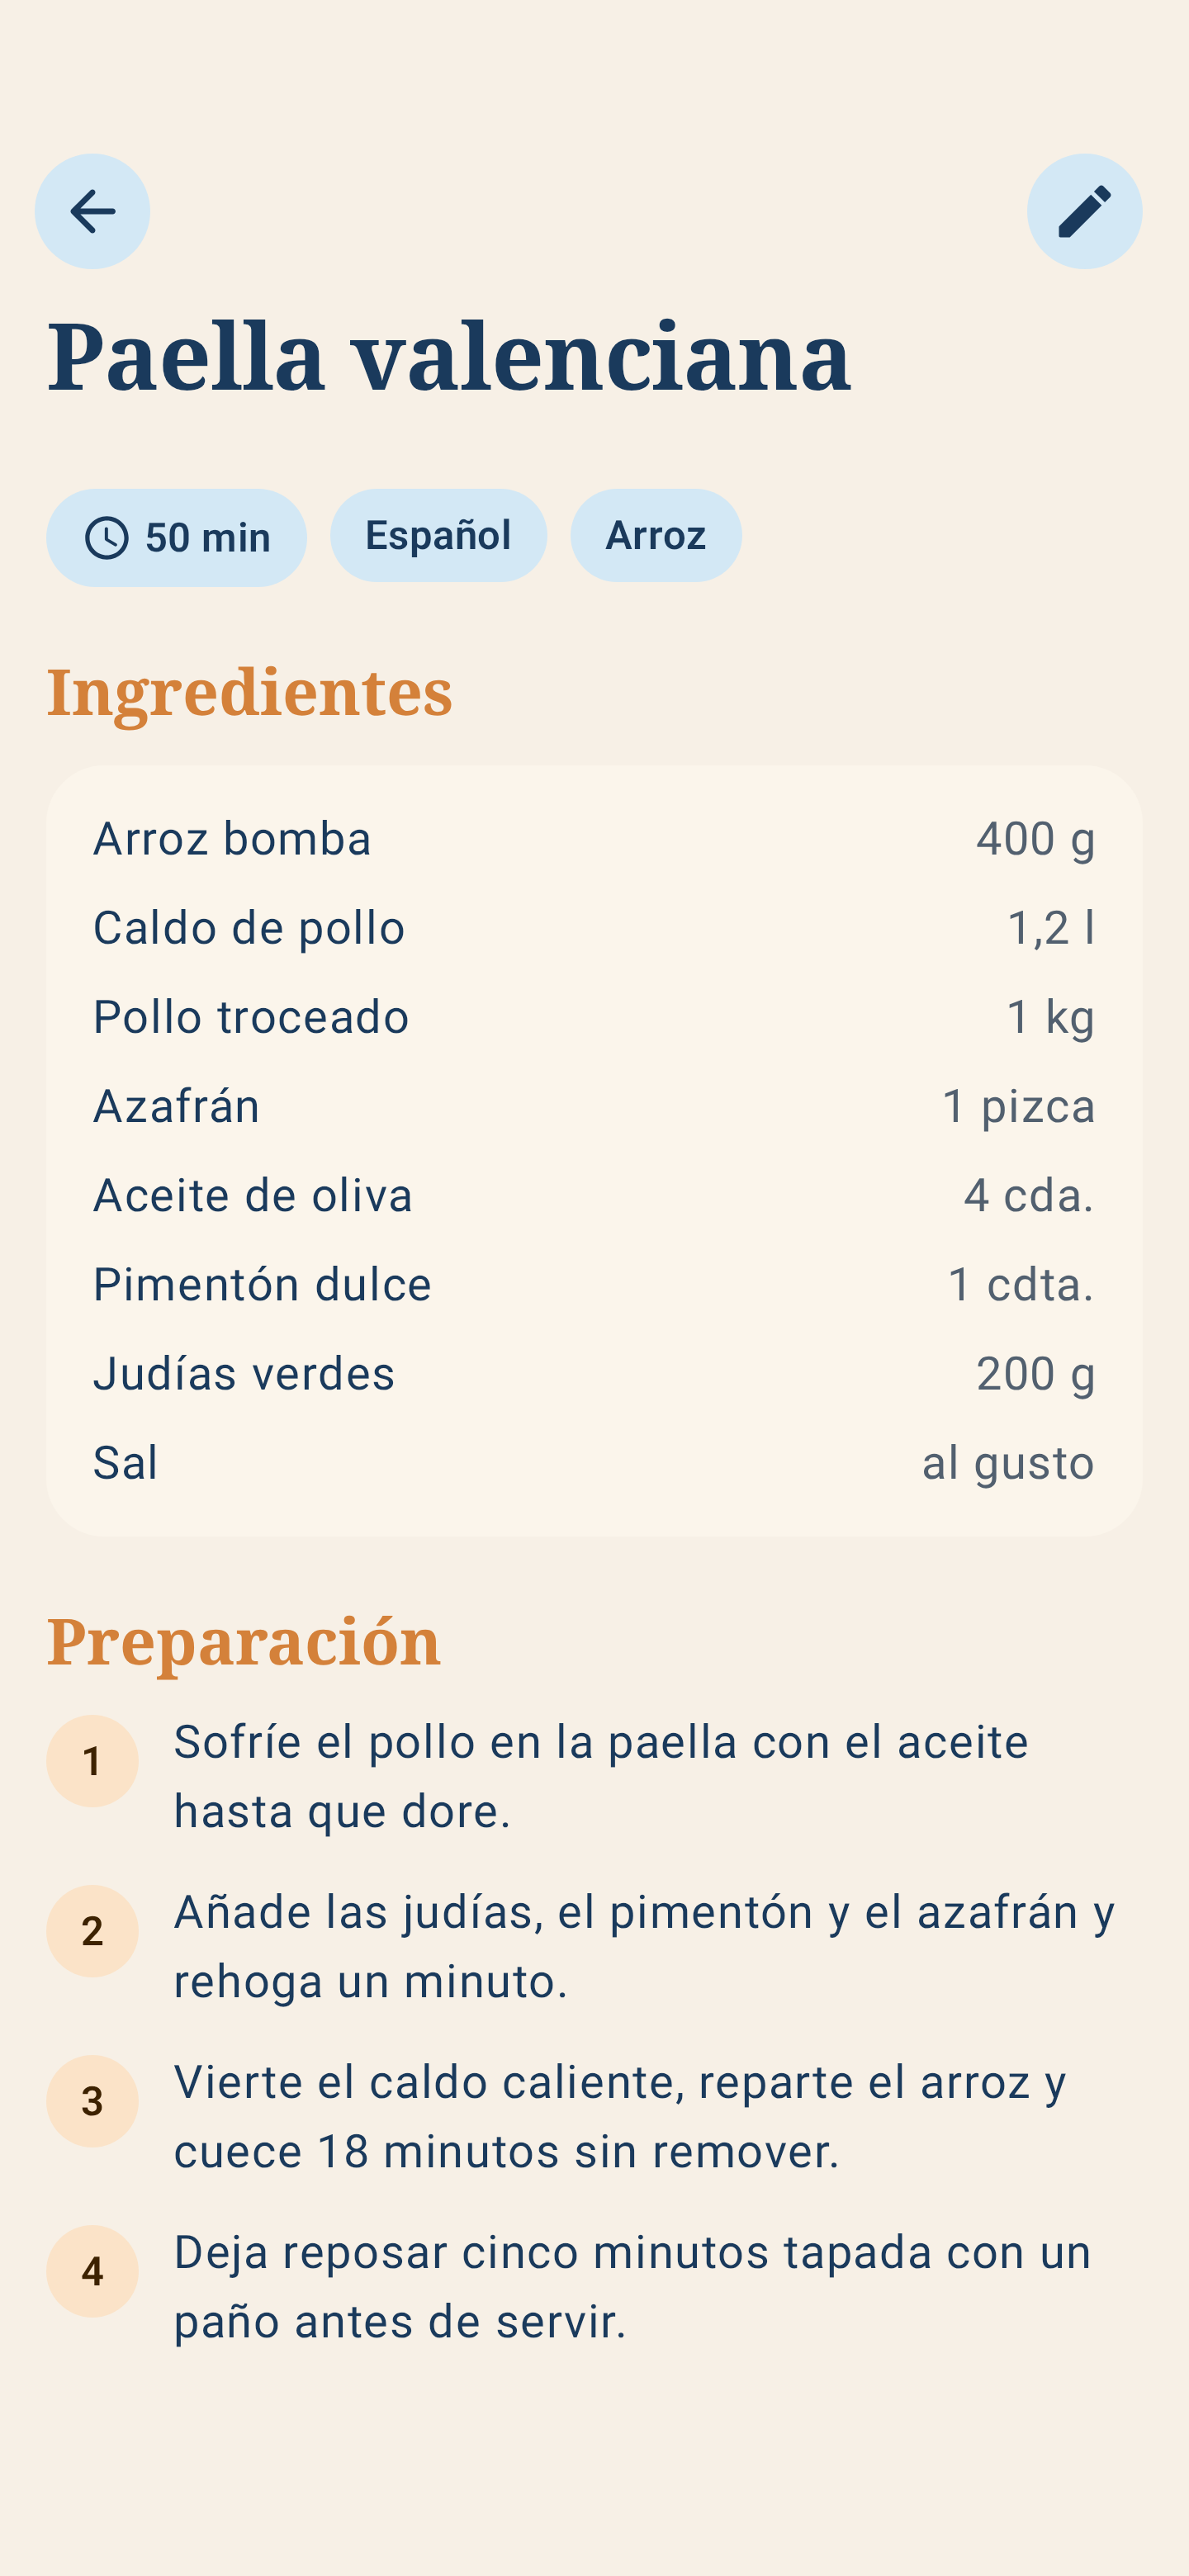 Paella valenciana
50 min
Español
Arroz
Ingredientes
Arroz bomba 400 g
Caldo de pollo 1,2 l
Pollo troceado 1 kg
Azafrán 1 pizca
Aceite de oliva 4 cda.
Pimentón dulce 1 cdta.
Judías verdes 200 g
Sal al gusto
Preparación
1 Sofríe el pollo en la paella con el aceite
hasta que dore.
2 Añade las judías, el pimentón y el azafrán y
rehoga un minuto.
3 Vierte el caldo caliente, reparte el arroz y
cuece 18 minutos sin remover.
4 Deja reposar cinco minutos tapada con un
paño antes de servir.